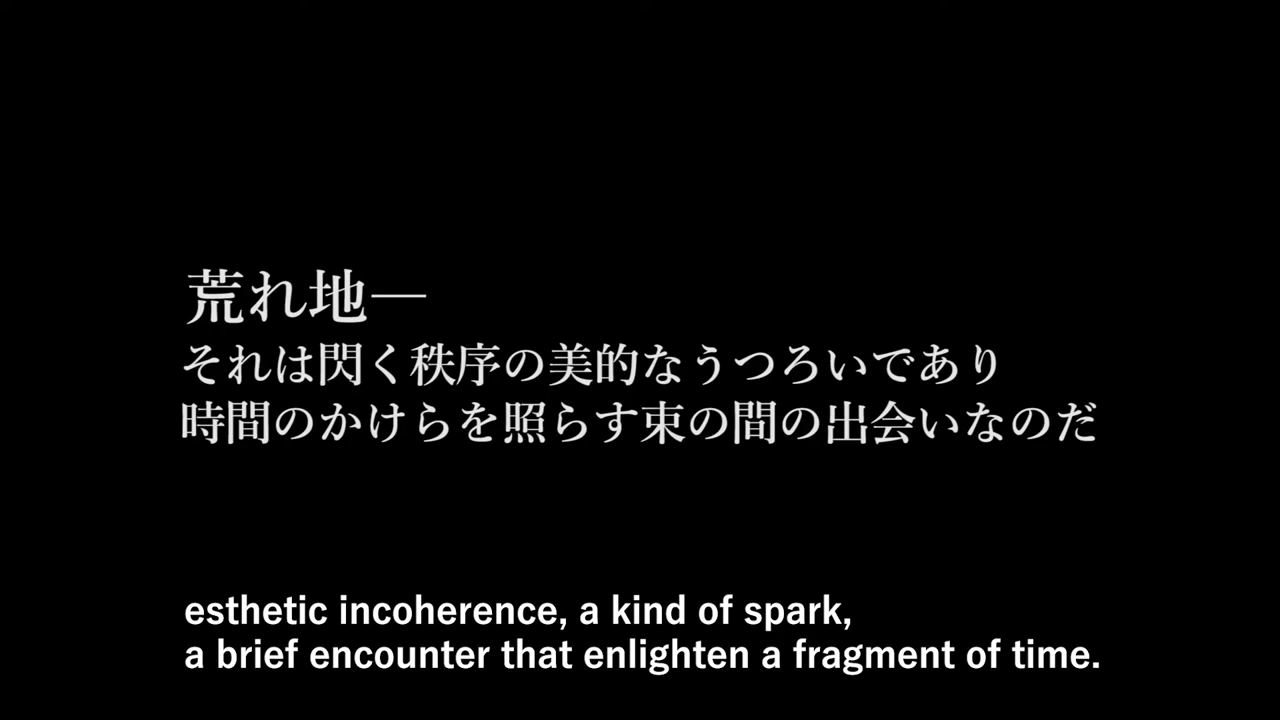 荒れ地―
それは閃く秩序の美的なうつろいであり
時間のかけらを照らす束の間の出会いなのだ
esthetic incoherence, a kind of spark,
a brief encounter that enlighten a fragment of time.